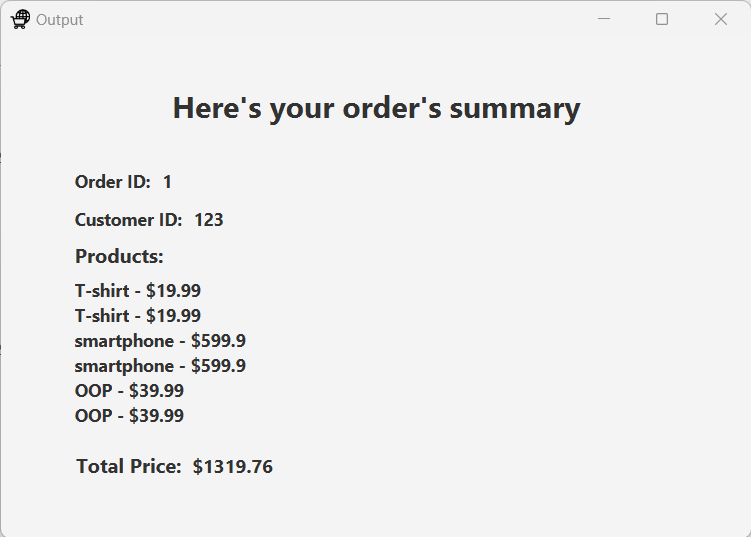 Output
Here's your order's summary
Order ID: 1
Customer ID: 123
Products:
T-shirt - $19.99
T-shirt - $19.99
smartphone - $599.9
smartphone - $599.9
OOP - $39.99
OOP - $39.99
Total Price: $1319.76